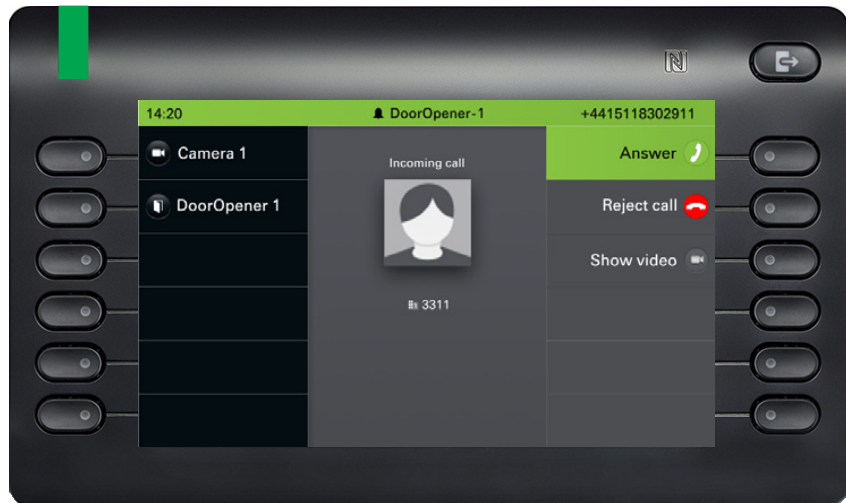 14:20
DoorOpener-1
+4415118302911
Camera 1
Incoming call
Answer
DoorOpener 1
Reject call
Show video
3311